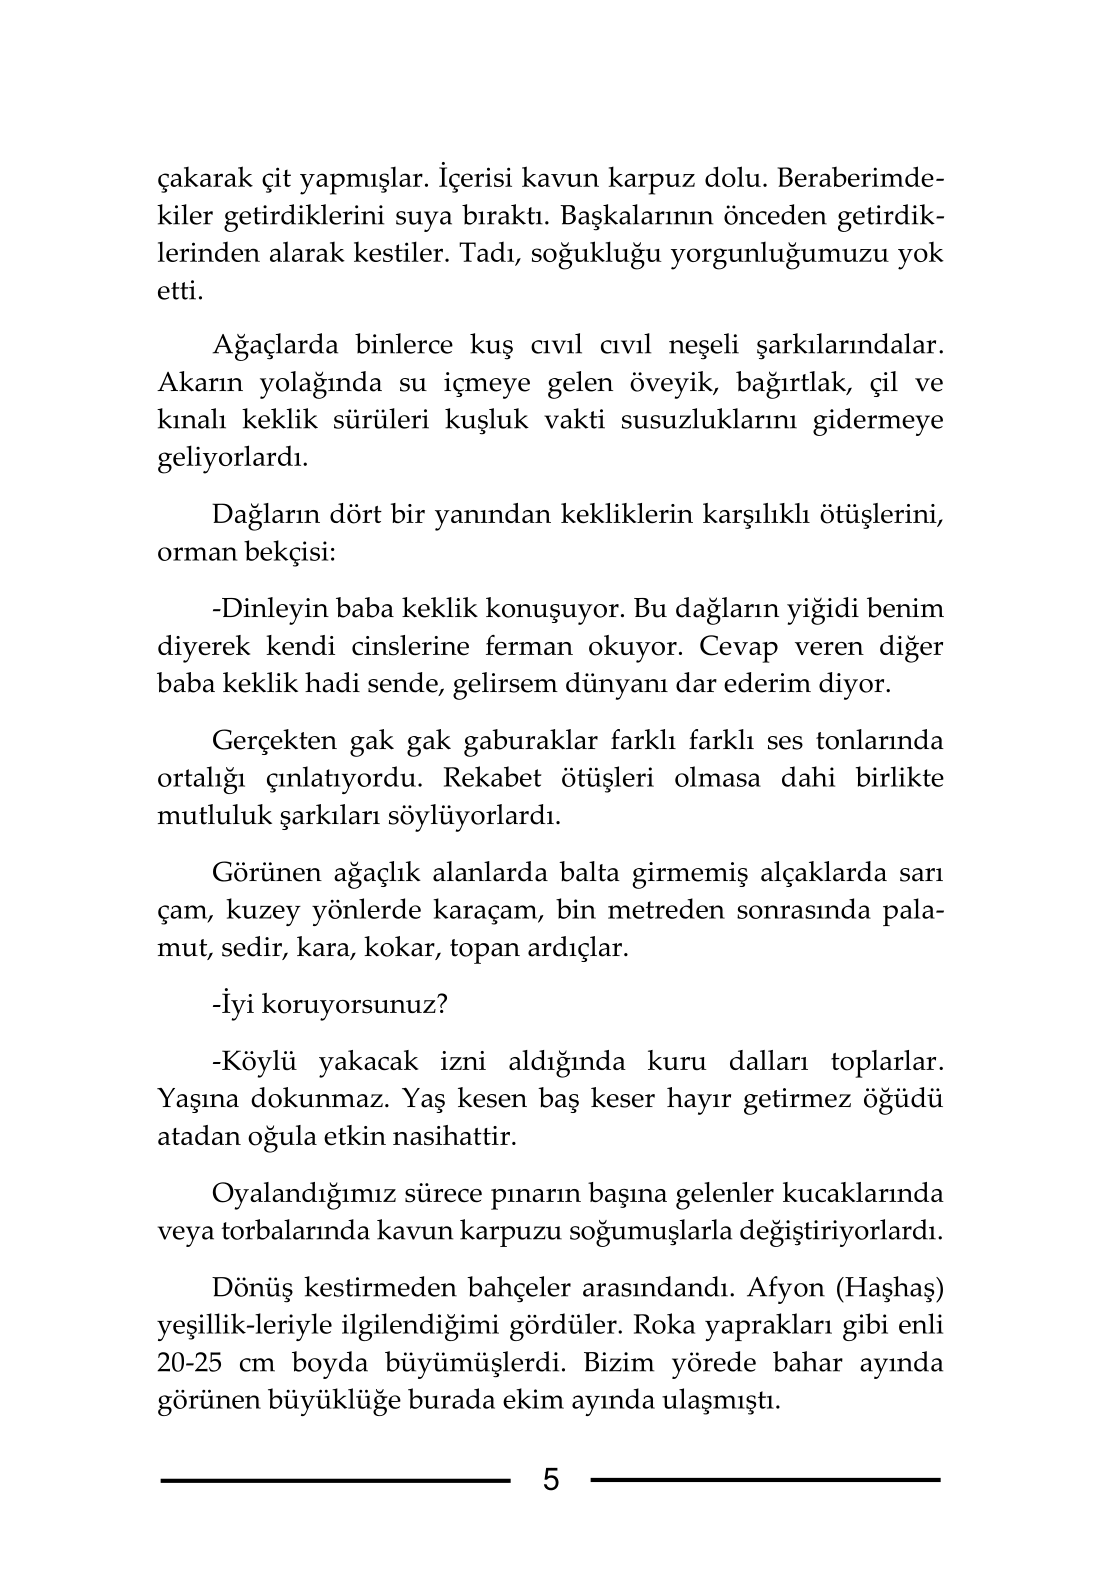 çakarak çit yapmışlar. İçerisi kavun karpuz dolu. Beraberimde-
kiler getirdiklerini suya bıraktı. Başkalarının önceden getirdik-
lerinden alarak kestiler. Tadı, soğukluğu yorgunluğumuzu yok
etti.
Ağaçlarda binlerce kuş cıvıl cıvıl neşeli şarkılarındalar.
Akarın yolağında su içmeye gelen öveyik, bağırtlak, çil ve
kınalı keklik sürüleri kuşluk vakti susuzluklarını gidermeye
geliyorlardı.
Dağların dört bir yanından kekliklerin karşılıklı ötüşlerini,
orman bekçisi:
-Dinleyin baba keklik konuşuyor. Bu dağların yiğidi benim
diyerek kendi cinslerine ferman okuyor. Cevap veren diğer
baba keklik hadi sende, gelirsem dünyanı dar ederim diyor.
Gerçekten gak gak gaburaklar farklı farklı ses tonlarında
ortalığı çınlatıyordu. Rekabet ötüşleri olmasa dahi birlikte
mutluluk şarkıları söylüyorlardı.
Görünen ağaçlık alanlarda balta girmemiş alçaklarda sarı
çam, kuzey yönlerde karaçam, bin metreden sonrasında pala-
mut, sedir, kara, kokar, topan ardıçlar.
-İyi koruyorsunuz?
-Köylü yakacak izni aldığında kuru dalları toplarlar.
Yaşına dokunmaz. Yaş kesen baş keser hayır getirmez öğüdü
atadan oğula etkin nasihattir.
Oyalandığımız sürece pınarın başına gelenler kucaklarında
veya torbalarında kavun karpuzu soğumuşlarla değiştiriyorlardı.
Dönüş kestirmeden bahçeler arasındandı. Afyon (Haşhaş)
yeşillik-leriyle ilgilendiğimi gördüler. Roka yaprakları gibi enli
20-25 cm boyda büyümüşlerdi. Bizim yörede bahar ayında
görünen büyüklüğe burada ekim ayında ulaşmıştı.
5